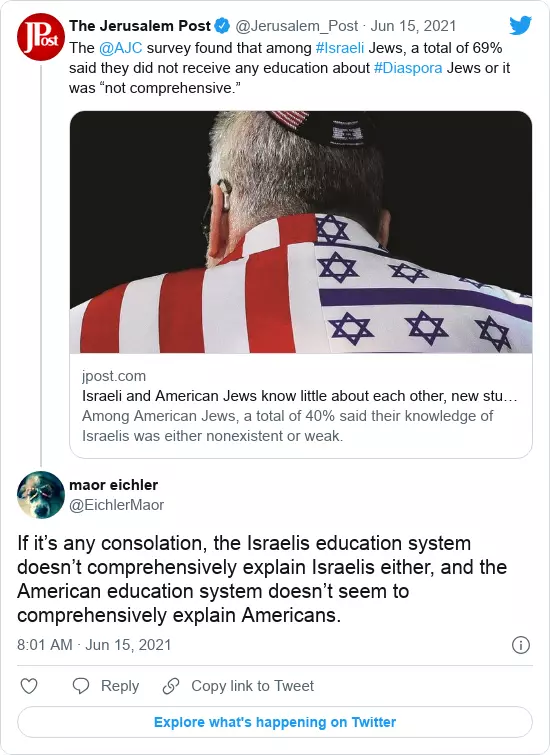 The Jerusalem Post @Jerusalem_Post · Jun 15, 2021
The @AJC survey found that among #Israeli Jews, a total of 69%
said they did not receive any education about #Diaspora Jews or it
was “not comprehensive.”
JPost
jpost.com
Israeli and American Jews know little about each other, new stu…
Among American Jews, a total of 40% said their knowledge of
Israelis was either nonexistent or weak.
maor eichler
@EichlerMaor
If it’s any consolation, the Israelis education system
doesn’t comprehensively explain Israelis either, and the
American education system doesn’t seem to
comprehensively explain Americans.
8:01 AM · Jun 15, 2021
Reply
Copy link to Tweet
Explore what's happening on Twitter